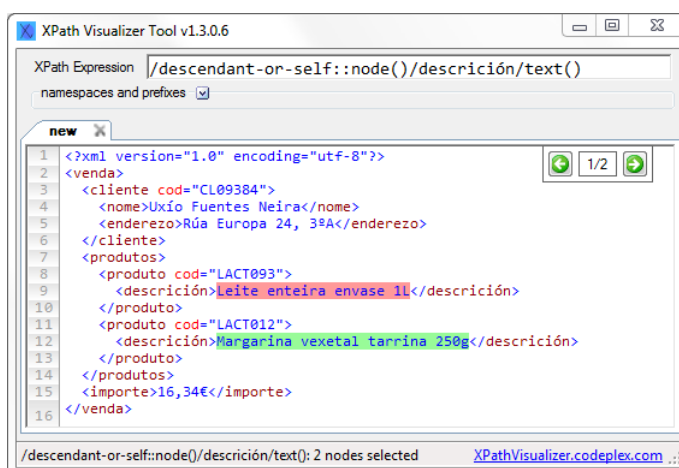 XPath Visualizer Tool v1.3.0.6
XPath Expression /descendant-or-self::node()/descrición/text()
namespaces and prefixes
new
1/2
1 <?xml version="1.0" encoding="utf-8"?>
2 <venda>
3 <cliente cod="CL09384">
4 <nome>Uxío Fuentes Neira</nome>
5 <enderezo>Rúa Europa 24, 3ºA</enderezo>
6 </cliente>
7 <produtos>
8 <produto cod="LACT093">
9 <descrición>Leite enteira envase 1L</descrición>
10 </produto>
11 <produto cod="LACT012">
12 <descrición>Margarina vexetal tarrina 250g</descrición>
13 </produto>
14 </produtos>
15 <importe>16,34€</importe>
16 </venda>
/descendant-or-self::node()/descrición/text(): 2 nodes selected XPathVisualizer.codeplex.com